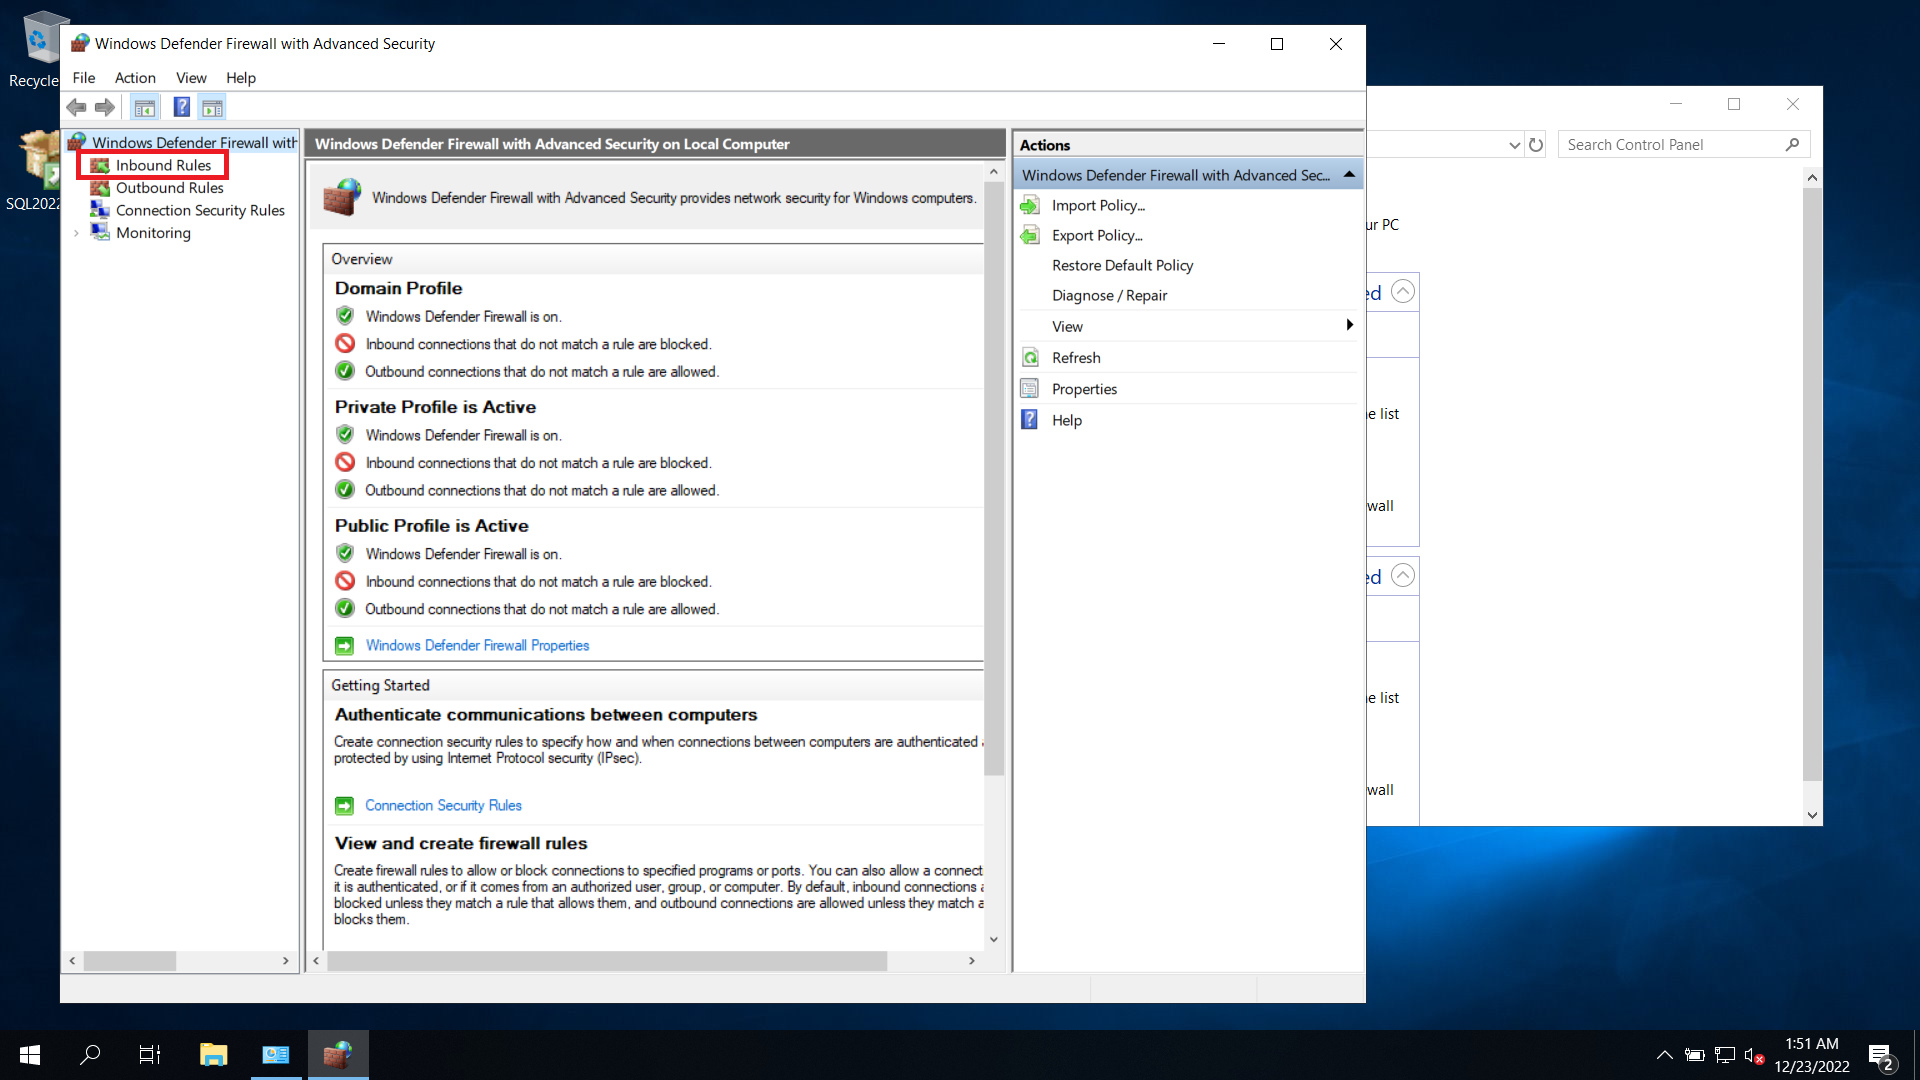 Recycle
SQL2022
Windows Defender Firewall with Advanced Security
File Action View Help
Windows Defender Firewall with
Inbound Rules
Outbound Rules
Connection Security Rules
Monitoring
Windows Defender Firewall with Advanced Security on Local Computer
Windows Defender Firewall with Advanced Security provides network security for Windows computers.
Overview
Domain Profile
Windows Defender Firewall is on.
Inbound connections that do not match a rule are blocked.
Outbound connections that do not match a rule are allowed.
Private Profile is Active
Windows Defender Firewall is on.
Inbound connections that do not match a rule are blocked.
Outbound connections that do not match a rule are allowed.
Public Profile is Active
Windows Defender Firewall is on.
Inbound connections that do not match a rule are blocked.
Outbound connections that do not match a rule are allowed.
Windows Defender Firewall Properties
Getting Started
Authenticate communications between computers
Create connection security rules to specify how and when connections between computers are authenticated
protected by using Internet Protocol security (IPsec).
Connection Security Rules
View and create firewall rules
Create firewall rules to allow or block connections to specified programs or ports. You can also allow a connect
it is authenticated, or if it comes from an authorized user, group, or computer. By default, inbound connections a
blocked unless they match a rule that allows them, and outbound connections are allowed unless they match a
blocks them.
Actions
Windows Defender Firewall with Advanced Sec...
Import Policy...
Export Policy...
Restore Default Policy
Diagnose / Repair
View
Refresh
Properties
Help
Search Control Panel
ur PC
ed
e list
wall
ed
e list
wall
1:51 AM
12/23/2022
2